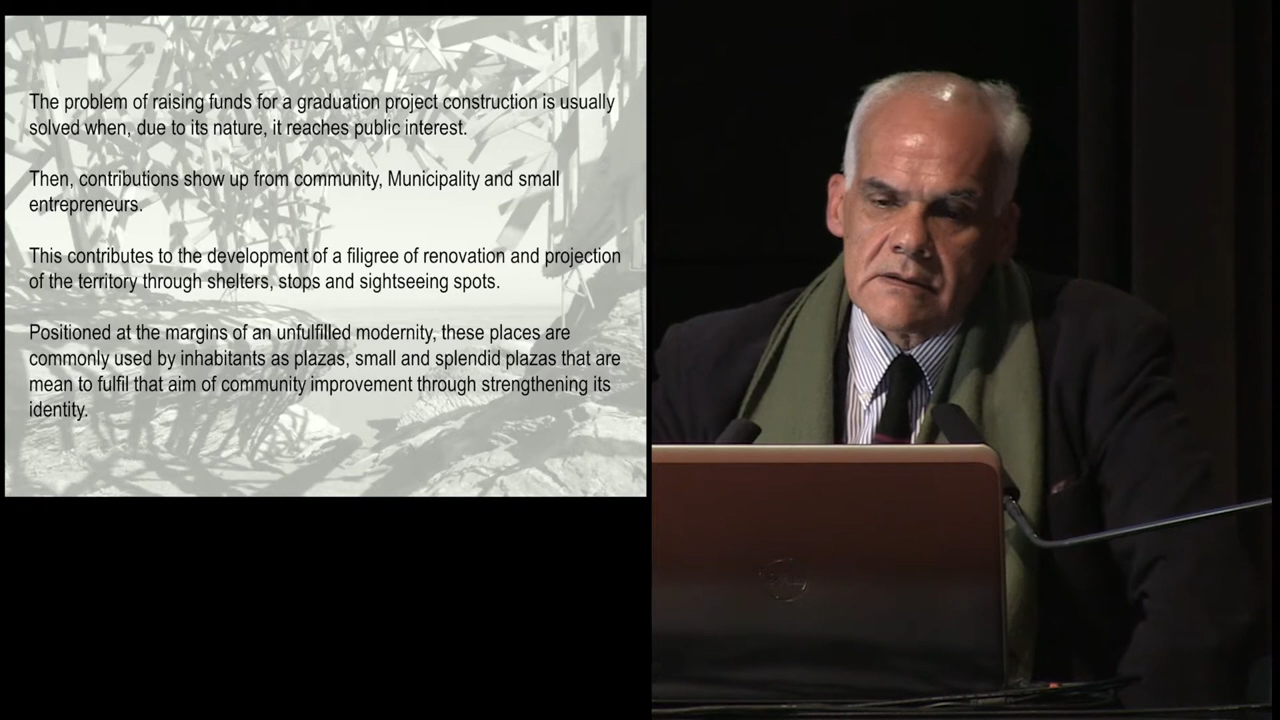 The problem of raising funds for a graduation project construction is usually
solved when, due to its nature, it reaches public interest.
Then, contributions show up from community, Municipality and small
entrepreneurs.
This contributes to the development of a filigree of renovation and projection
of the territory through shelters, stops and sightseeing spots.
Positioned at the margins of an unfulfilled modernity, these places are
commonly used by inhabitants as plazas, small and splendid plazas that are
mean to fulfil that aim of community improvement through strengthening its
identity.